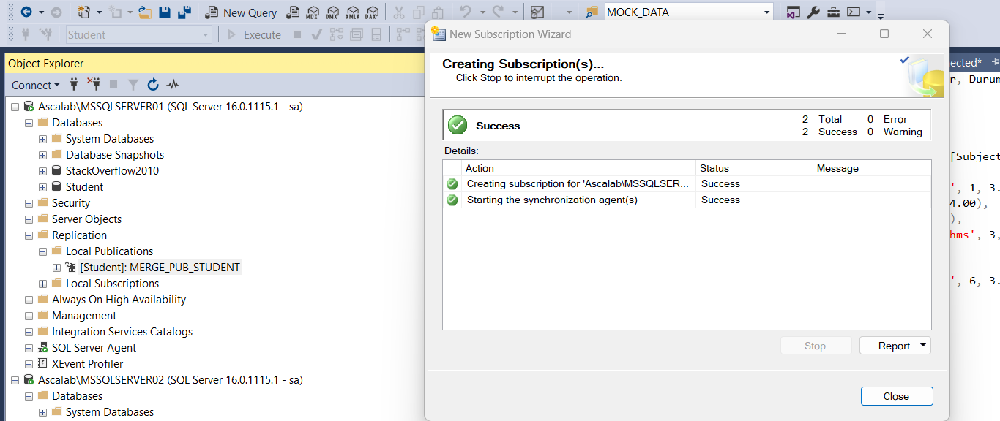 New Query
MDX
DMX
XMLA
DAX
MOCK_DATA
Student
Execute
Object Explorer
Connect
Ascalab\MSSQLSERVER01 (SQL Server 16.0.1115.1 - sa)
Databases
System Databases
Database Snapshots
StackOverflow2010
Student
Security
Server Objects
Replication
Local Publications
[Student]: MERGE_PUB_STUDENT
Local Subscriptions
Always On High Availability
Management
Integration Services Catalogs
SQL Server Agent
XEvent Profiler
Ascalab\MSSQLSERVER02 (SQL Server 16.0.1115.1 - sa)
Databases
System Databases
New Subscription Wizard
Creating Subscription(s)...
Click Stop to interrupt the operation.
Success
2 Total 0 Error
2 Success 0 Warning
Details:
Action Status Message
Creating subscription for 'Ascalab\MSSQLSER... Success
Starting the synchronization agent(s) Success
Stop
Report
Close
ected*
r, Durum
[Subject
', 1, 3.
4.00),
),
hms', 3,
', 6, 3.